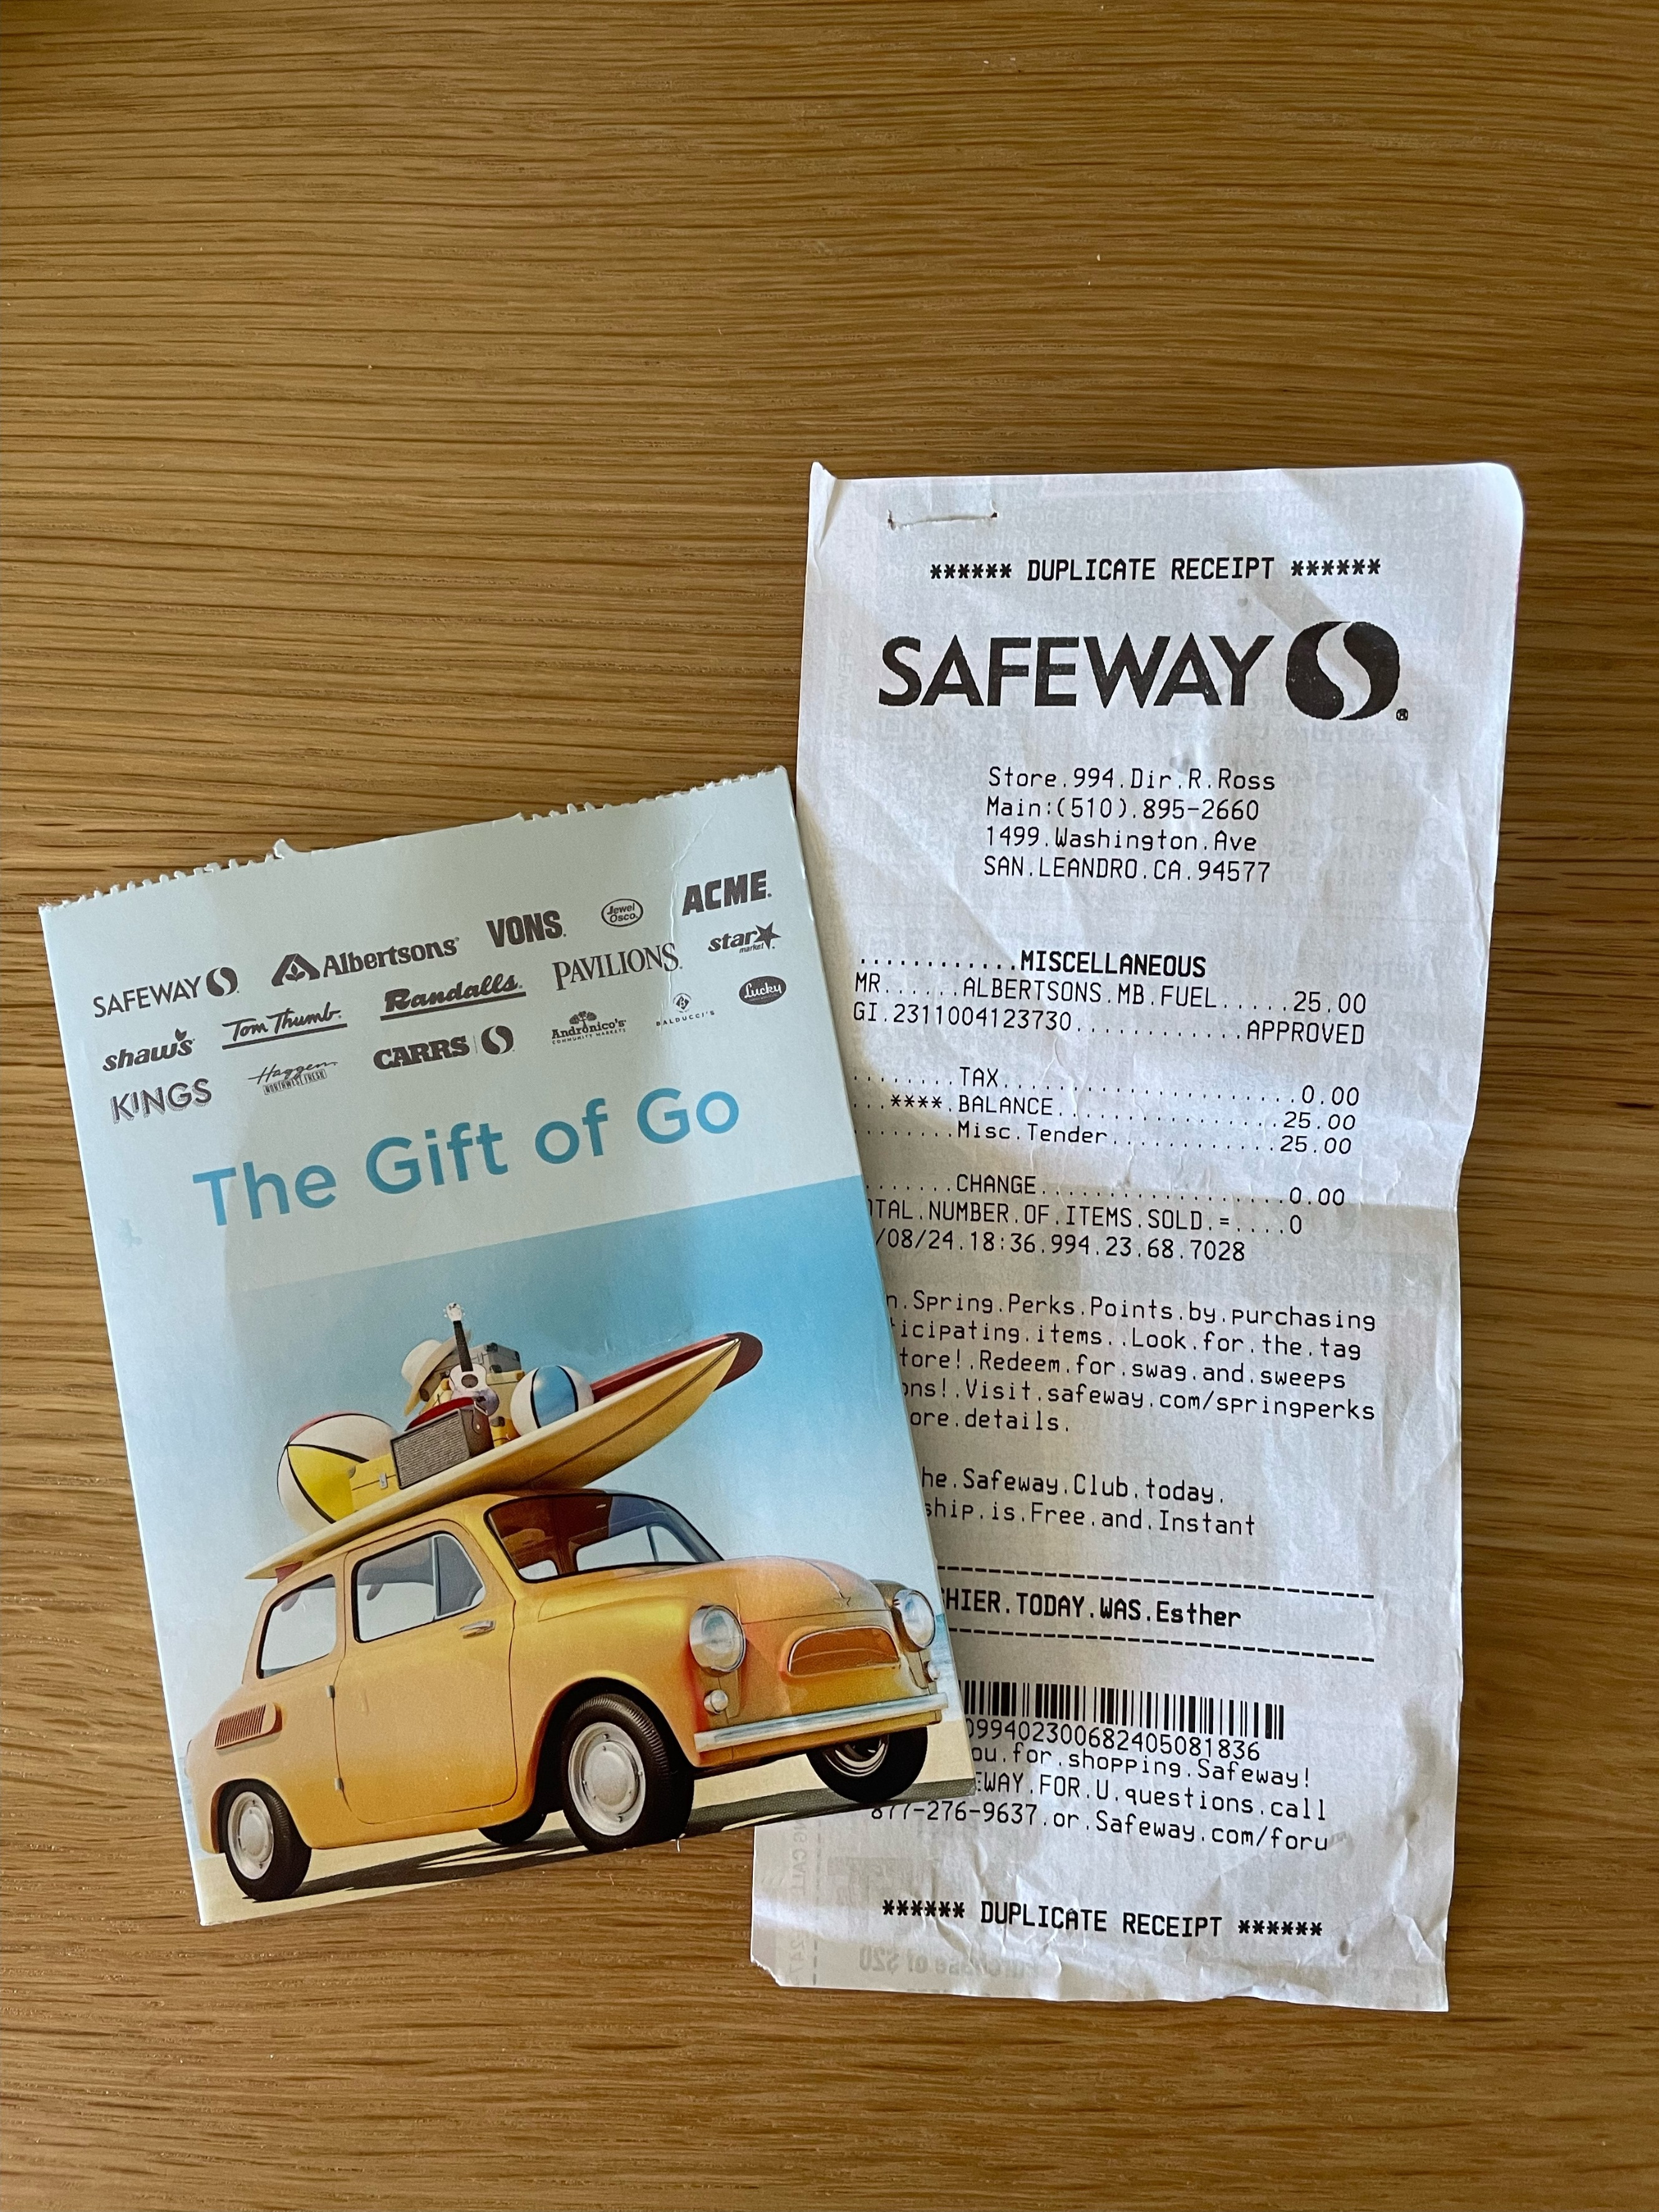 SAFEWAY Albertsons VONS. Jewel Osco. ACME.
shaw's Tom Thumb. Randalls. PAVILIONS. star market.
KINGS Haggen NORTHWEST FRESH CARRS Andronico's COMMUNITY MARKETS BALDUCCI'S Lucky
The Gift of Go
****** DUPLICATE RECEIPT ******
SAFEWAY ®
Store.994.Dir.R.Ross
Main:(510).895-2660
1499.Washington.Ave
SAN.LEANDRO.CA.94577
............MISCELLANEOUS
MR......ALBERTSONS.MB.FUEL.....25.00
GI.2311004123730............APPROVED
........TAX....................0.00
...****.BALANCE...............25.00
........Misc.Tender............25.00
.......CHANGE..................0.00
OTAL.NUMBER.OF.ITEMS.SOLD.=....0
/08/24.18:36.994.23.68.7028
n.Spring.Perks.Points.by.purchasing
ticipating.items..Look.for.the.tag
tore!.Redeem.for.swag.and.sweeps
ons!.Visit.safeway.com/springperks
ore.details.
he.Safeway.Club.today.
ship.is.Free.and.Instant
HIER.TODAY.WAS.Esther
0994023006824050818​36
ou.for.shopping.Safeway!
EWAY.FOR.U.questions.call
877-276-9637.or.Safeway.com/foru
****** DUPLICATE RECEIPT ******